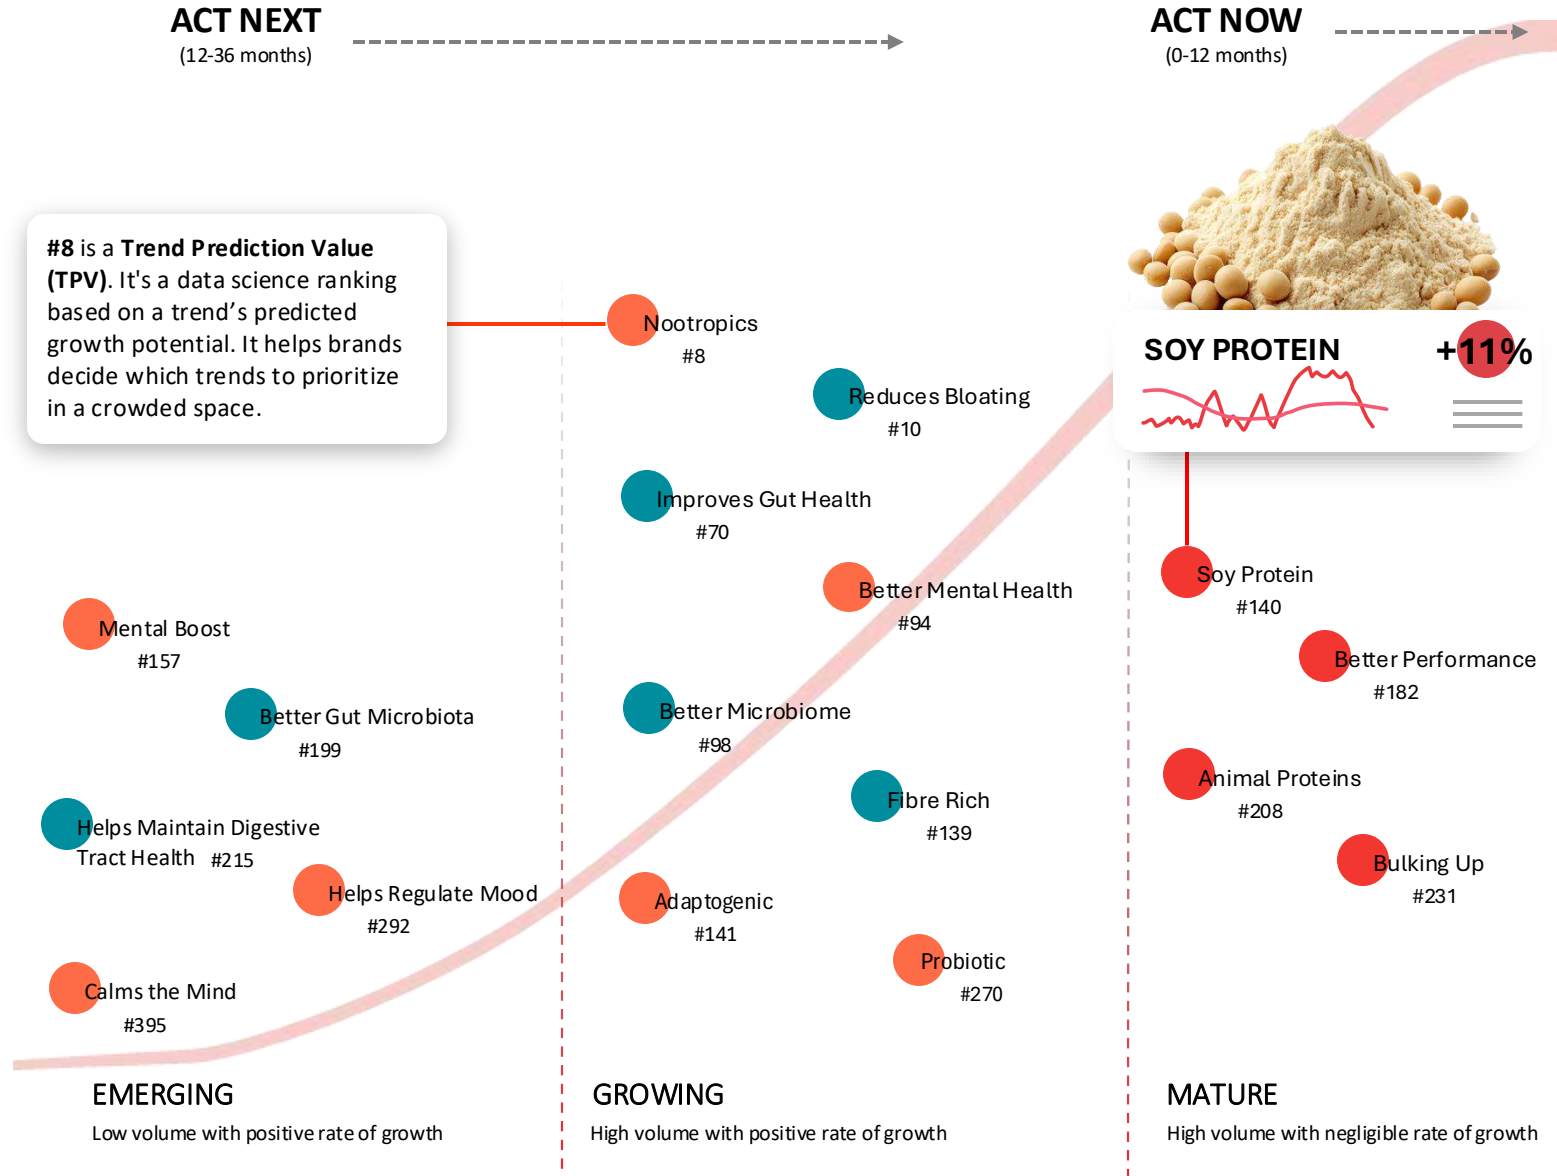 ACT NEXT
(12-36 months)
ACT NOW
(0-12 months)
#8 is a Trend Prediction Value
(TPV). It's a data science ranking
based on a trend’s predicted
growth potential. It helps brands
decide which trends to prioritize
in a crowded space.
Nootropics
#8
Reduces Bloating
#10
SOY PROTEIN
+11%
Improves Gut Health
#70
Better Mental Health
#94
Soy Protein
#140
Mental Boost
#157
Better Performance
#182
Better Gut Microbiota
#199
Better Microbiome
#98
Animal Proteins
#208
Helps Maintain Digestive
Tract Health #215
Fibre Rich
#139
Bulking Up
#231
Helps Regulate Mood
#292
Adaptogenic
#141
Probiotic
#270
Calms the Mind
#395
EMERGING
Low volume with positive rate of growth
GROWING
High volume with positive rate of growth
MATURE
High volume with negligible rate of growth